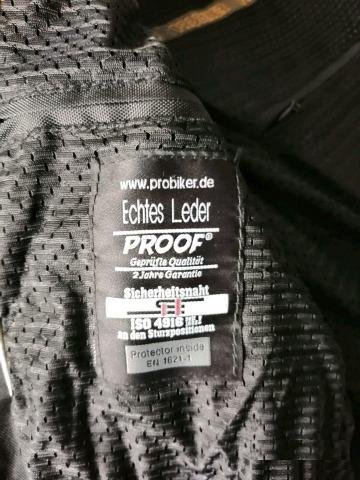 www.probiker.de
Echtes Leder
PROOF®
Geprüfte Qualität
2 Jahre Garantie
Sicherheitsnaht
ISO 4916
an den Sturzpositionen
Protector inside
EN 1621-1